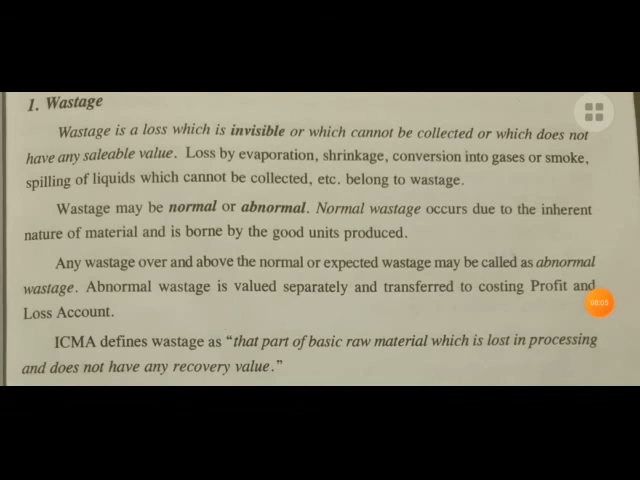 1. Wastage
Wastage is a loss which is invisible or which cannot be collected or which does not
have any saleable value. Loss by evaporation, shrinkage, conversion into gases or smoke,
spilling of liquids which cannot be collected, etc. belong to wastage.
Wastage may be normal or abnormal. Normal wastage occurs due to the inherent
nature of material and is borne by the good units produced.
Any wastage over and above the normal or expected wastage may be called as abnormal
wastage. Abnormal wastage is valued separately and transferred to costing Profit and
Loss Account.
08:05
ICMA defines wastage as “that part of basic raw material which is lost in processing
and does not have any recovery value.”